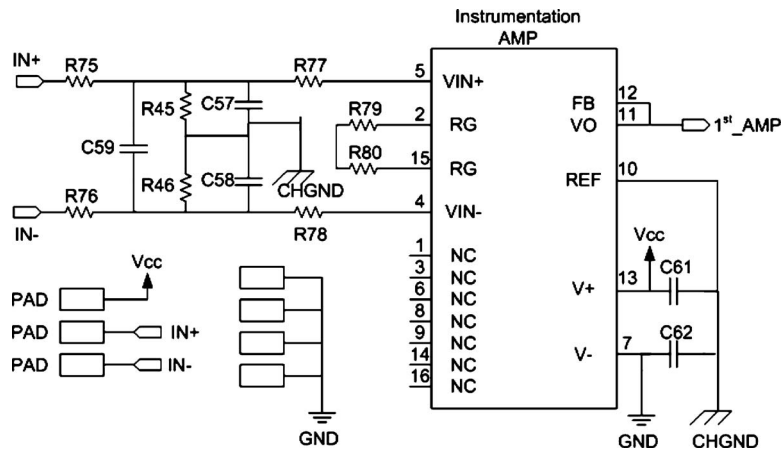 Instrumentation
AMP
IN+
R75
R77
5
VIN+
R45
C57
C59
R79
2
RG
R80
15
RG
R46
C58
CHGND
FB
12
VO
11
1st_AMP
REF
10
IN-
R76
R78
4
VIN-
1
NC
3
NC
6
NC
8
NC
9
NC
14
NC
16
NC
Vcc
C61
V+
13
C62
V-
7
GND
CHGND
Vcc
PAD
PAD
IN+
PAD
IN-
GND